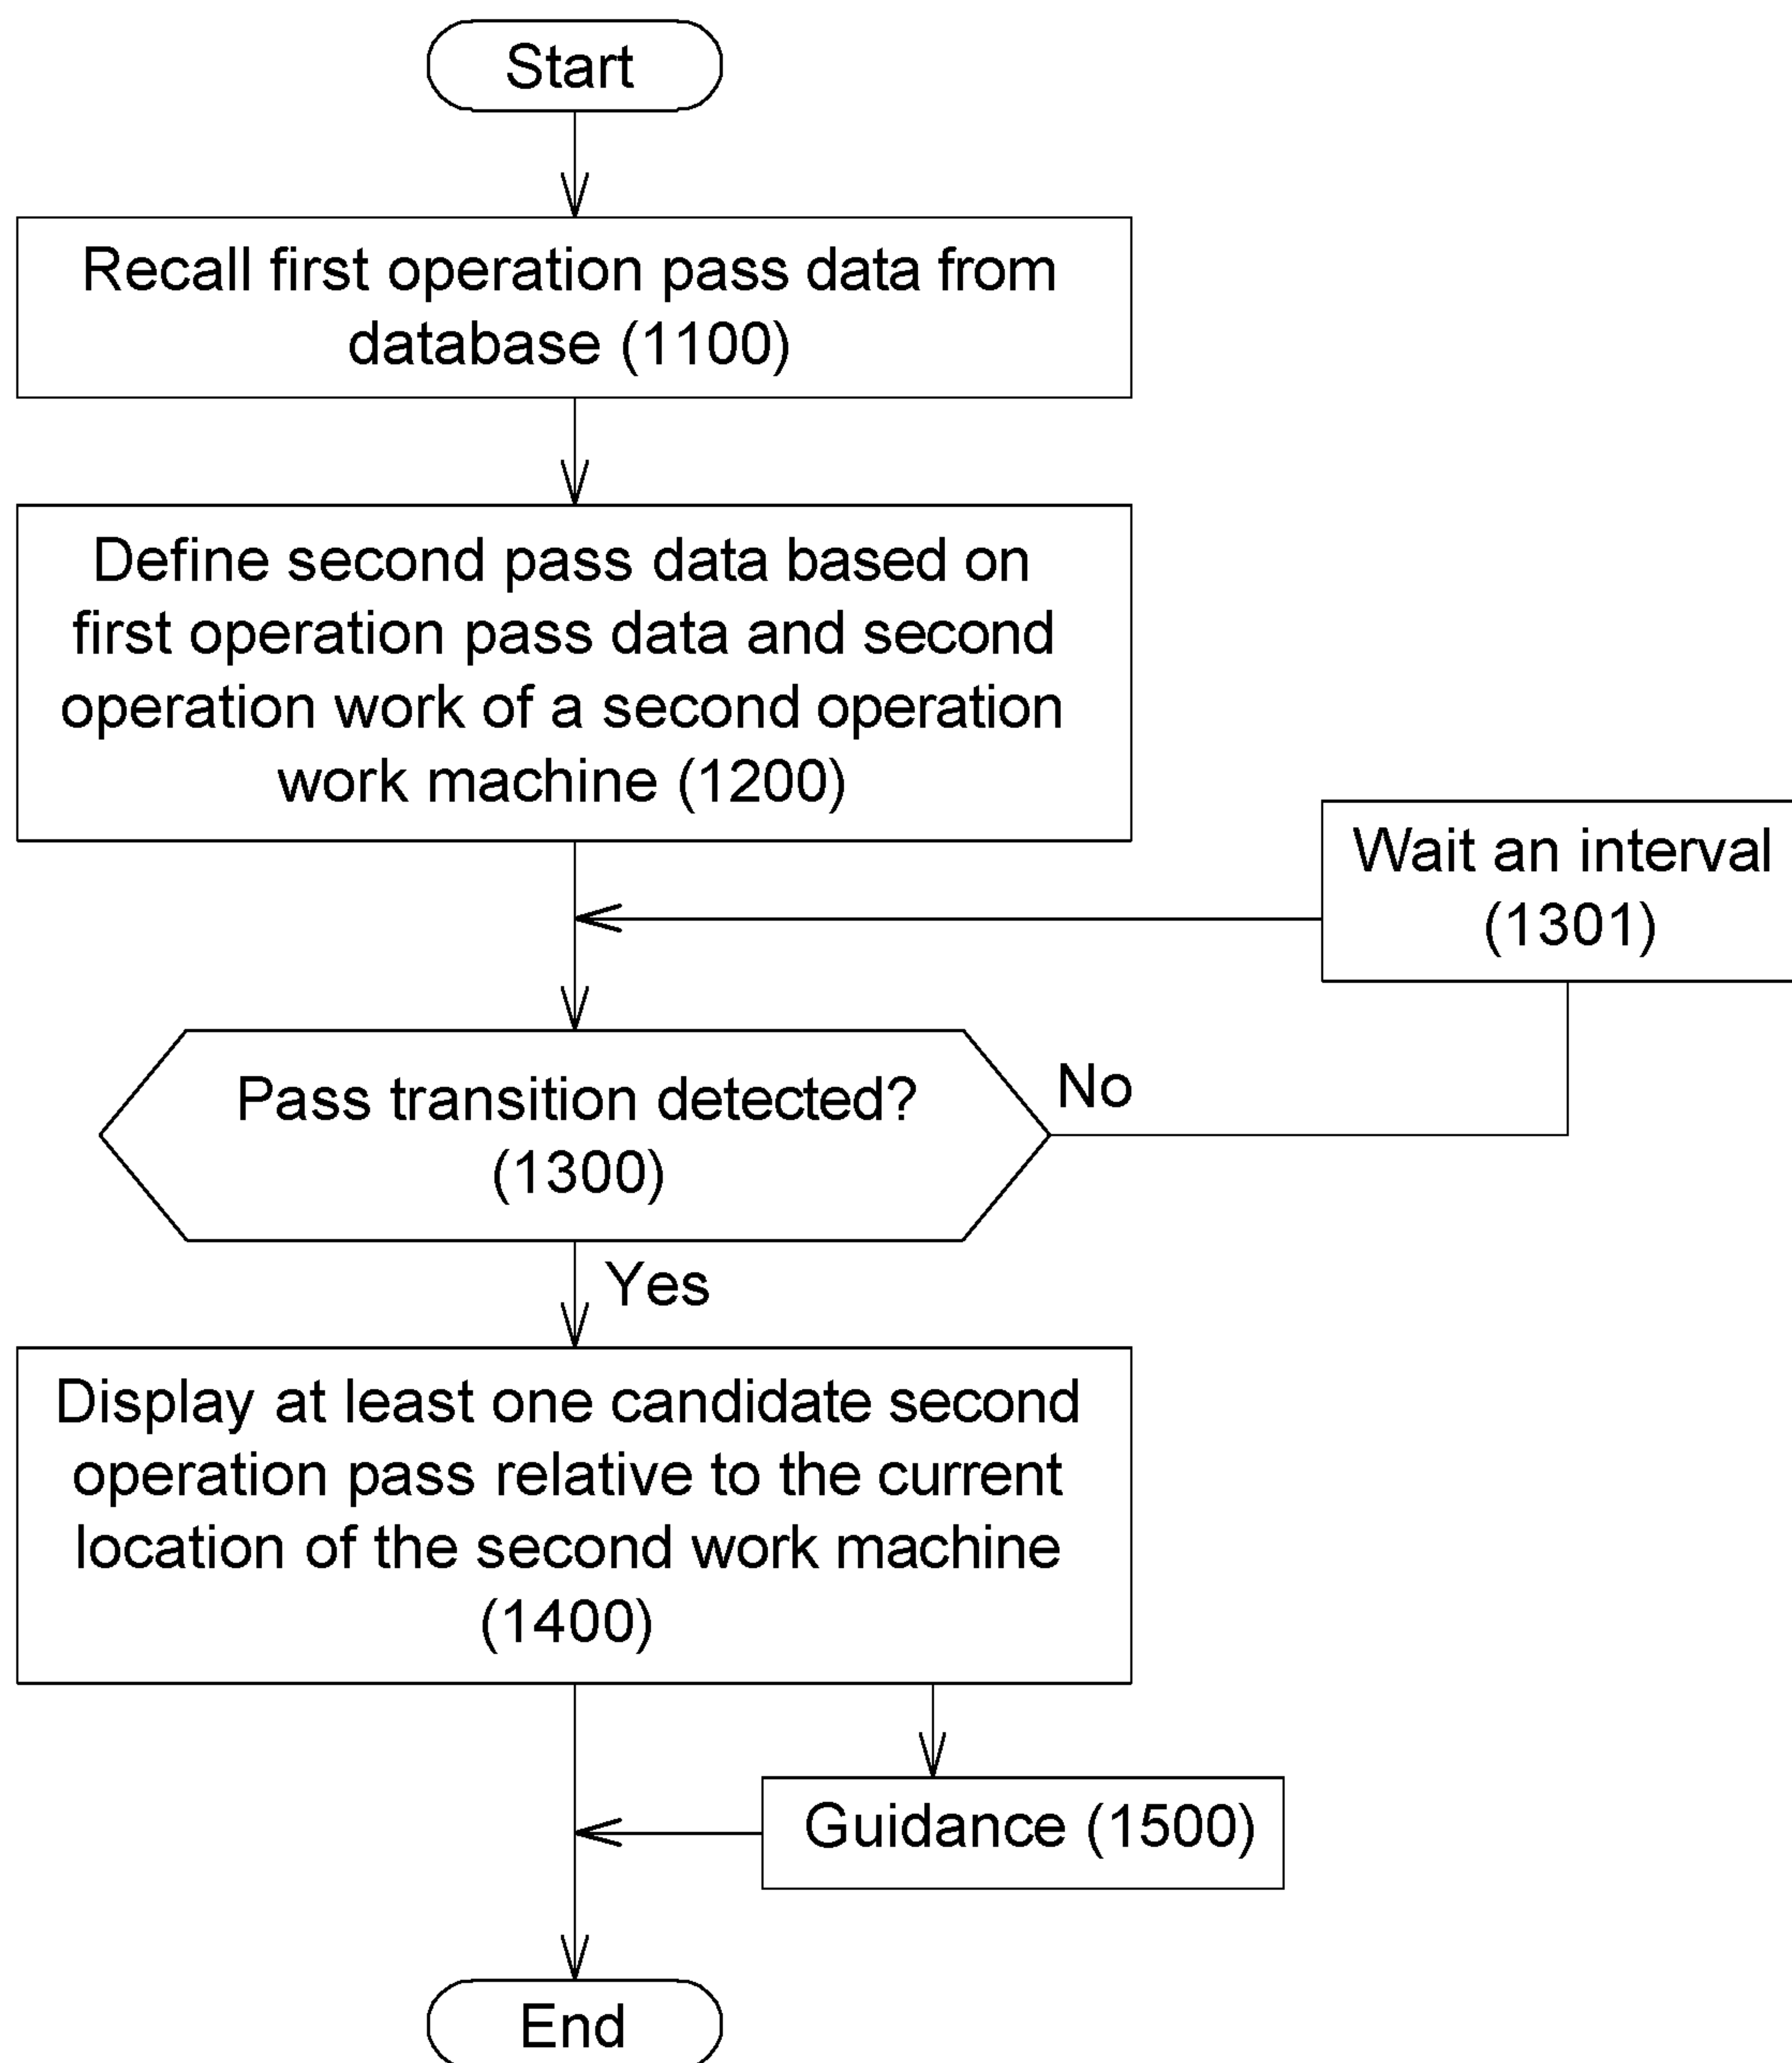 Start
Recall first operation pass data from
database (1100)
Define second pass data based on
first operation pass data and second
operation work of a second operation
work machine (1200)
Wait an interval
(1301)
Pass transition detected?
(1300)
No
Yes
Display at least one candidate second
operation pass relative to the current
location of the second work machine
(1400)
Guidance (1500)
End